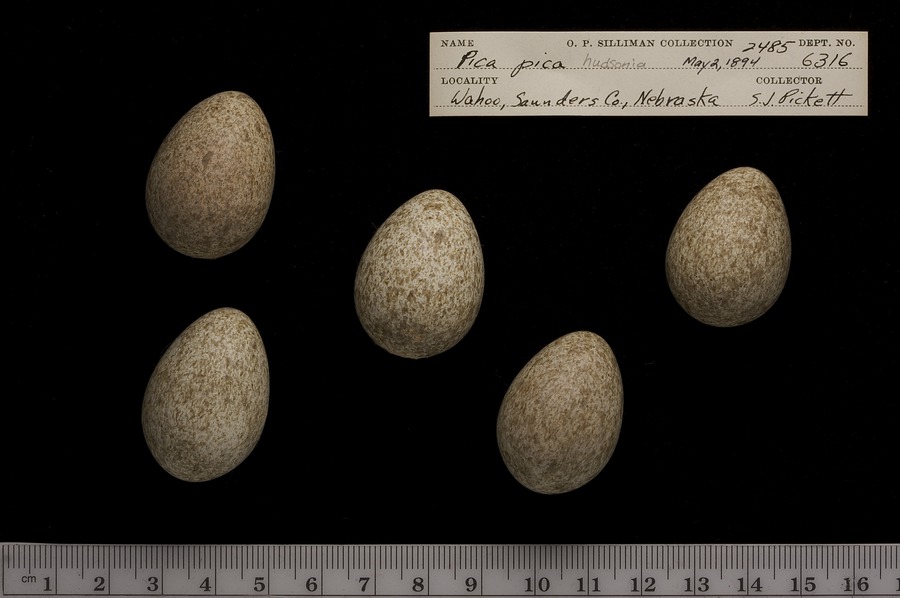 NAME O. P. SILLIMAN COLLECTION 2485 DEPT. NO.
Pica pica hudsonia May 2, 1894 6316
LOCALITY COLLECTOR
Wahoo, Saunders Co., Nebraska S.J. Pickett
cm 1 2 3 4 5 6 7 8 9 10 11 12 13 14 15 16 1